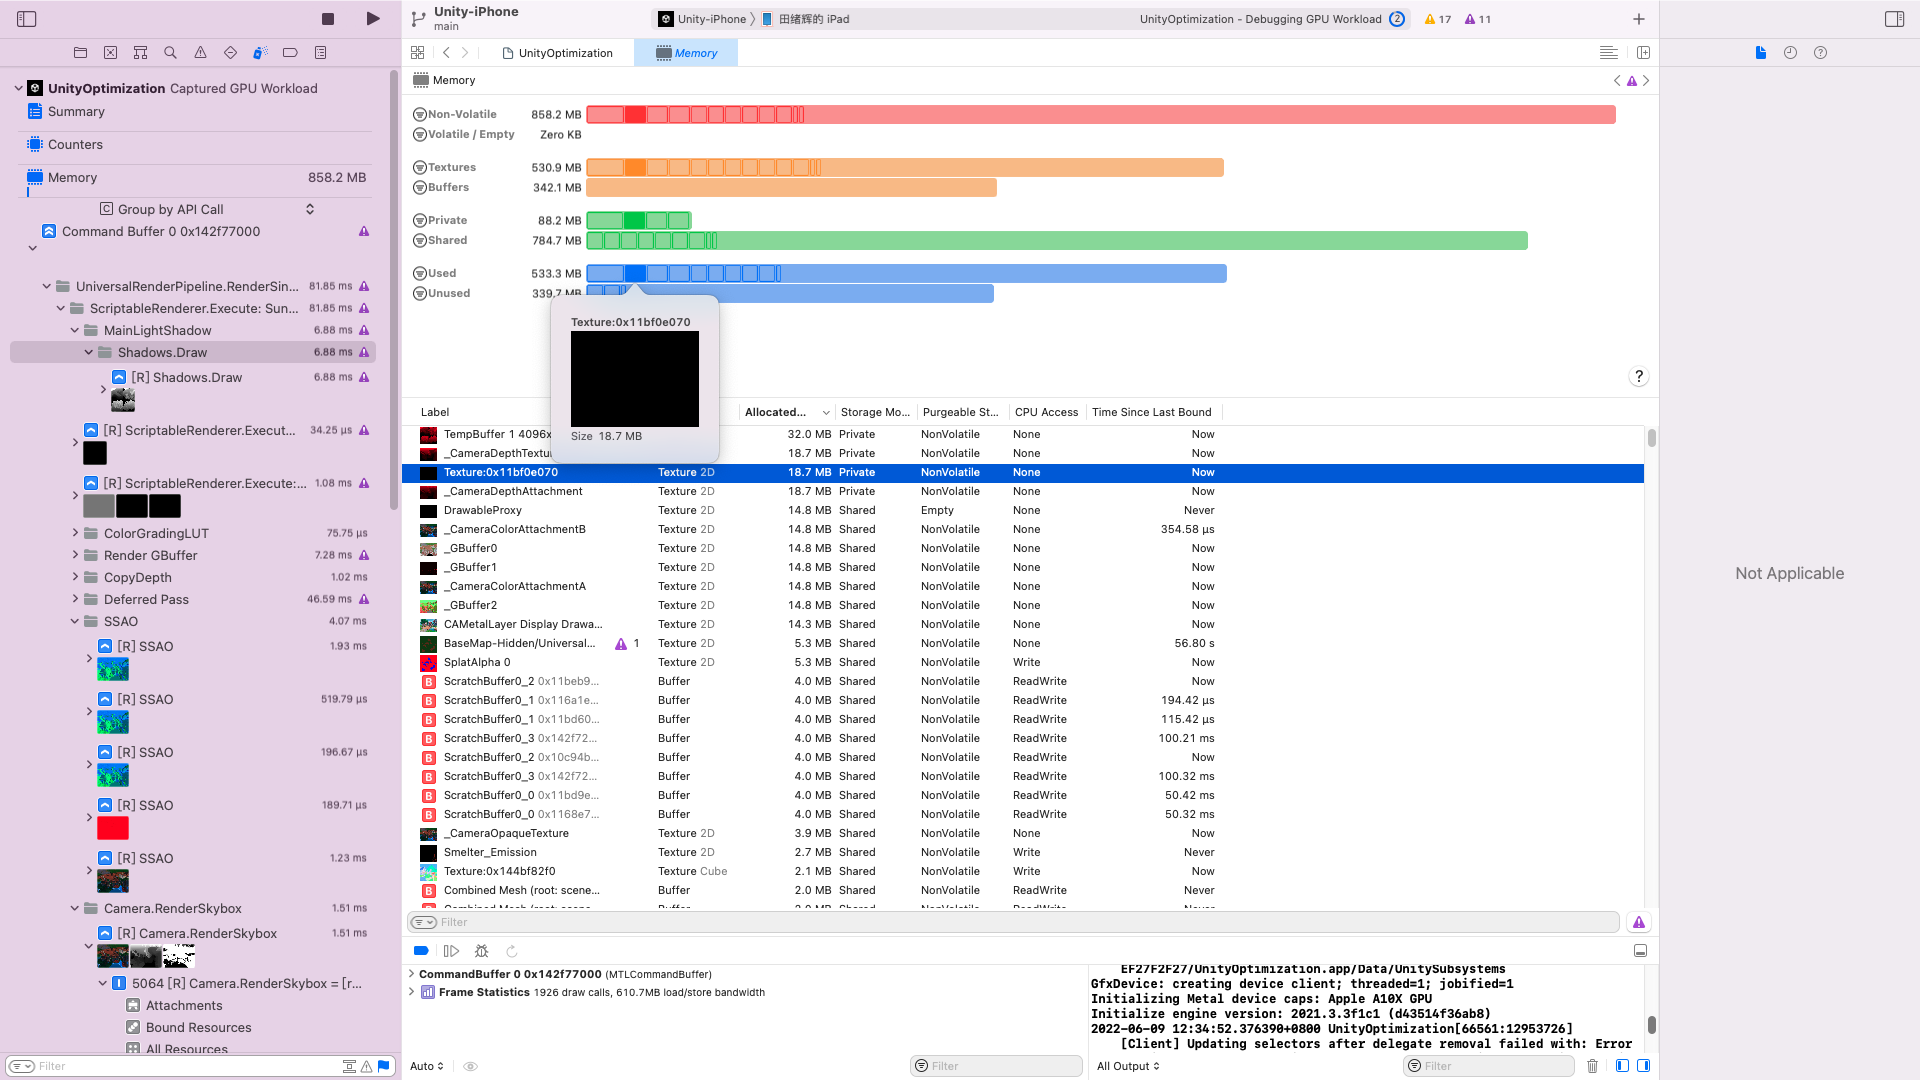 Unity-iPhone
main
Unity-iPhone
田绪辉的 iPad
UnityOptimization - Debugging GPU Workload
2
17
11
UnityOptimization
Memory
Memory
UnityOptimization Captured GPU Workload
Summary
Counters
Memory 858.2 MB
Group by API Call
Command Buffer 0 0x142f77000
UniversalRenderPipeline.RenderSin... 81.85 ms
ScriptableRenderer.Execute: Sun... 81.85 ms
MainLightShadow 6.88 ms
Shadows.Draw 6.88 ms
[R] Shadows.Draw 6.88 ms
[R] ScriptableRenderer.Execut... 34.25 µs
[R] ScriptableRenderer.Execute:... 1.08 ms
ColorGradingLUT 75.75 µs
Render GBuffer 7.28 ms
CopyDepth 1.02 ms
Deferred Pass 46.59 ms
SSAO 4.07 ms
[R] SSAO 1.93 ms
[R] SSAO 519.79 µs
[R] SSAO 196.67 µs
[R] SSAO 189.71 µs
[R] SSAO 1.23 ms
Camera.RenderSkybox 1.51 ms
[R] Camera.RenderSkybox 1.51 ms
5064 [R] Camera.RenderSkybox = [r...
Attachments
Bound Resources
All Resources
Filter
Non-Volatile 858.2 MB
Volatile / Empty Zero KB
Textures 530.9 MB
Buffers 342.1 MB
Private 88.2 MB
Shared 784.7 MB
Used 533.3 MB
Unused 339.7 MB
Texture:0x11bf0e070
Size 18.7 MB
?
Label Allocated... Storage Mo... Purgeable St... CPU Access Time Since Last Bound
TempBuffer 1 4096x 32.0 MB Private NonVolatile None Now
_CameraDepthTextu 18.7 MB Private NonVolatile None Now
Texture:0x11bf0e070 Texture 2D 18.7 MB Private NonVolatile None Now
_CameraDepthAttachment Texture 2D 18.7 MB Private NonVolatile None Now
DrawableProxy Texture 2D 14.8 MB Shared Empty None Never
_CameraColorAttachmentB Texture 2D 14.8 MB Shared NonVolatile None 354.58 µs
_GBuffer0 Texture 2D 14.8 MB Shared NonVolatile None Now
_GBuffer1 Texture 2D 14.8 MB Shared NonVolatile None Now
_CameraColorAttachmentA Texture 2D 14.8 MB Shared NonVolatile None Now
_GBuffer2 Texture 2D 14.8 MB Shared NonVolatile None Now
CAMetalLayer Display Drawa... Texture 2D 14.3 MB Shared NonVolatile None Now
BaseMap-Hidden/Universal... 1 Texture 2D 5.3 MB Shared NonVolatile None 56.80 s
SplatAlpha 0 Texture 2D 5.3 MB Shared NonVolatile Write Now
B ScratchBuffer0_2 0x11beb9... Buffer 4.0 MB Shared NonVolatile ReadWrite Now
B ScratchBuffer0_1 0x116a1e... Buffer 4.0 MB Shared NonVolatile ReadWrite 194.42 µs
B ScratchBuffer0_1 0x11bd60... Buffer 4.0 MB Shared NonVolatile ReadWrite 115.42 µs
B ScratchBuffer0_3 0x142f72... Buffer 4.0 MB Shared NonVolatile ReadWrite 100.21 ms
B ScratchBuffer0_2 0x10c94b... Buffer 4.0 MB Shared NonVolatile ReadWrite Now
B ScratchBuffer0_3 0x142f72... Buffer 4.0 MB Shared NonVolatile ReadWrite 100.32 ms
B ScratchBuffer0_0 0x11bd9e... Buffer 4.0 MB Shared NonVolatile ReadWrite 50.42 ms
B ScratchBuffer0_0 0x1168e7... Buffer 4.0 MB Shared NonVolatile ReadWrite 50.32 ms
_CameraOpaqueTexture Texture 2D 3.9 MB Shared NonVolatile None Now
Smelter_Emission Texture 2D 2.7 MB Shared NonVolatile Write Never
Texture:0x144bf82f0 Texture Cube 2.1 MB Shared NonVolatile Write Now
B Combined Mesh (root: scene... Buffer 2.0 MB Shared NonVolatile ReadWrite Never
Filter
CommandBuffer 0 0x142f77000 (MTLCommandBuffer)
Frame Statistics 1926 draw calls, 610.7MB load/store bandwidth
Auto
Filter
EF27F2F27/UnityOptimization.app/Data/UnitySubsystems
GfxDevice: creating device client; threaded=1; jobified=1
Initializing Metal device caps: Apple A10X GPU
Initialize engine version: 2021.3.3f1c1 (d43514f36ab8)
2022-06-09 12:34:52.376390+0800 UnityOptimization[66561:12953726]
[Client] Updating selectors after delegate removal failed with: Error
All Output
Filter
Not Applicable